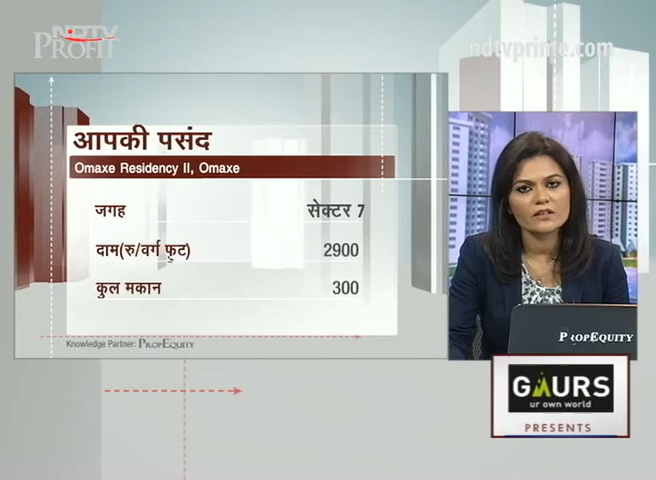 NDTV
PROFIT
ndtvprime.com
आपकी पसंद
Omaxe Residency II, Omaxe
जगह सेक्टर 7
दाम(रु/वर्ग फुट) 2900
कुल मकान 300
Knowledge Partner: PROPEQUITY
PROPEQUITY
GAURS
ur own world
PRESENTS